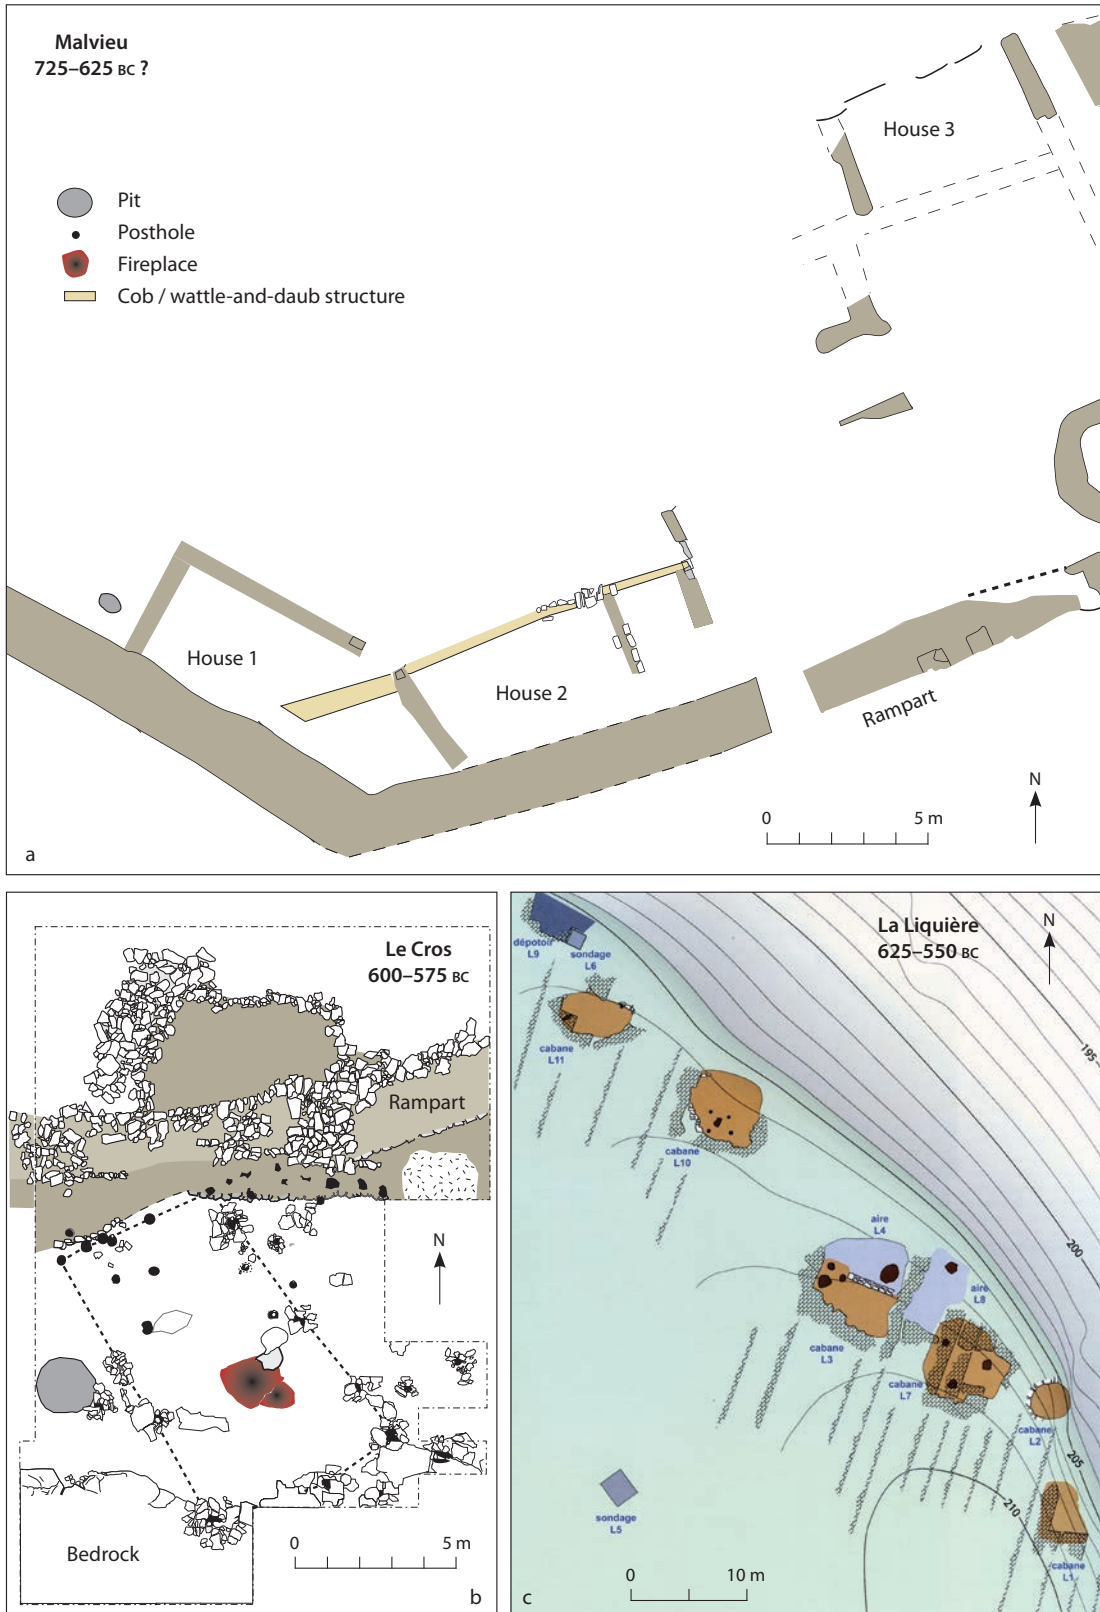 Malvieu
725–625 BC ?
Pit
Posthole
Fireplace
Cob / wattle-and-daub structure
House 3
House 1
House 2
Rampart
N
0 5 m
a
Le Cros
600–575 BC
Rampart
N
Bedrock
0 5 m
b
La Liquière
625–550 BC
N
dépotoir
L9
sondage
L6
cabane
L11
195
cabane
L10
200
aire
L4
aire
L8
cabane
L3
cabane
L7
cabane
L2
205
210
sondage
L5
cabane
L1
0 10 m
c